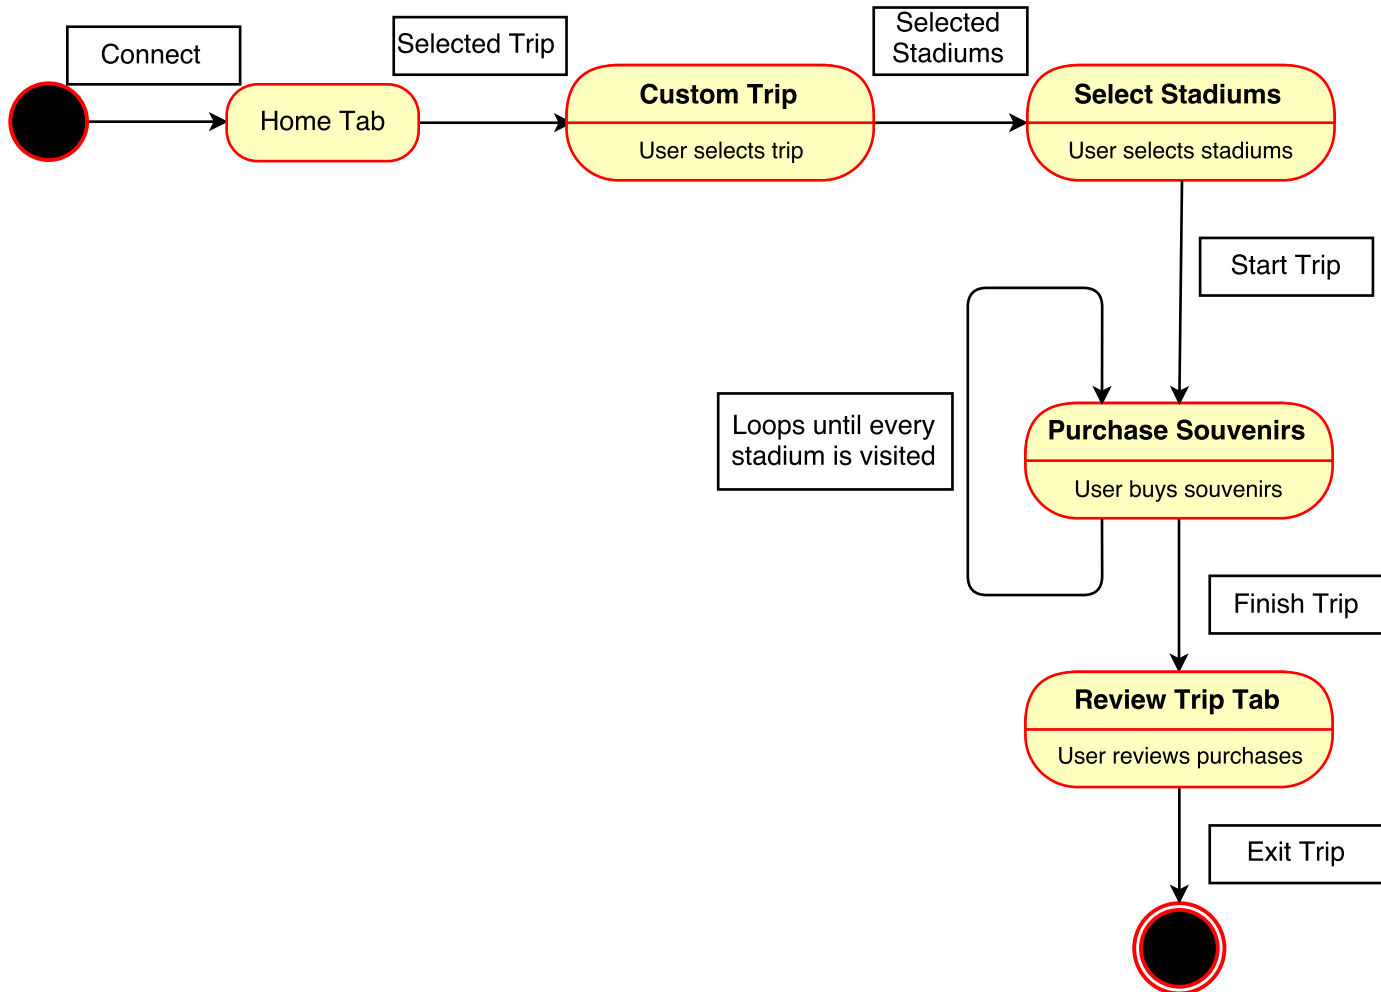 Connect
Selected Trip
Selected
Stadiums
Home Tab
Custom Trip
User selects trip
Select Stadiums
User selects stadiums
Start Trip
Loops until every
stadium is visited
Purchase Souvenirs
User buys souvenirs
Finish Trip
Review Trip Tab
User reviews purchases
Exit Trip